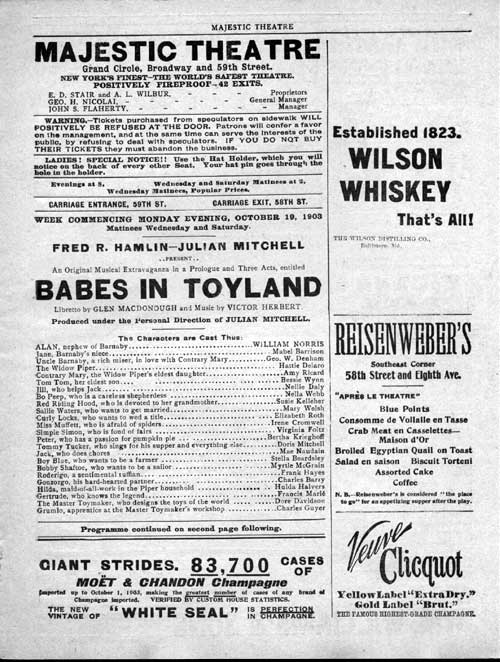 MAJESTIC THEATRE
MAJESTIC THEATRE
Grand Circle, Broadway and 59th Street.
NEW YORK'S FINEST—THE WORLD'S SAFEST THEATRE.
POSITIVELY FIREPROOF—42 EXITS.
E. D. STAIR and A. L. WILBUR, - - - - - Proprietors
GEO. H. NICOLAI, - - - - - - General Manager
JOHN S. FLAHERTY, - - - - - - Manager
WARNING.—Tickets purchased from speculators on sidewalk WILL
POSITIVELY BE REFUSED AT THE DOOR. Patrons will confer a favor
on the management, and at the same time can serve the interests of the
public, by refusing to deal with speculators. IF YOU DO NOT BUY
THEIR TICKETS they must abandon the business.
LADIES! SPECIAL NOTICE!! Use the Hat Holder, which you will
notice on the back of every other Seat. Your hat pin goes through the
hole in the holder.
Evenings at 8. Wednesday and Saturday Matinees at 2,
Wednesday Matinees, Popular Prices.
CARRIAGE ENTRANCE, 59TH ST. CARRIAGE EXIT, 58TH ST.
WEEK COMMENCING MONDAY EVENING, OCTOBER 19, 1903
Matinees Wednesday and Saturday.
FRED R. HAMLIN—JULIAN MITCHELL
..PRESENT..
An Original Musical Extravaganza in a Prologue and Three Acts, entitled
BABES IN TOYLAND
Libretto by GLEN MACDONOUGH and Music by VICTOR HERBERT.
Produced under the Personal Direction of JULIAN MITCHELL.
The Characters are Cast Thus:
ALAN, nephew of Barnaby WILLIAM NORRIS
Jane, Barnaby's niece Mabel Barrison
Uncle Barnaby, a rich miser, in love with Contrary Mary Geo. W. Denham
The Widow Piper Hattie Delaro
Contrary Mary, the Widow Piper's eldest daughter Amy Ricard
Tom Tom, her eldest son Bessie Wynn
Jill, who helps Jack Nellie Daly
Bo Peep, who is a careless shepherdess Nella Webb
Red Riding Hood, who is devoted to her grandmother Susie Kelleher
Sallie Waters, who wants to get married Mary Welsh
Curly Locks, who wants to wed a title Elizabeth Roth
Miss Muffett, who is afraid of spiders Irene Cromwell
Simple Simon, who is fond of fairs Virginia Foltz
Peter, who has a passion for pumpkin pie Bertha Krieghoff
Tommy Tucker, who sings for his supper and everything else Doris Mitchell
Jack, who does chores Mae Naudain
Boy Blue, who wants to be a farmer Stella Beardsley
Bobby Shaftoe, who wants to be a sailor Myrtle McGrain
Roderigo, a sentimental ruffian Frank Hayes
Gonzorgo, his hard-hearted partner Charles Barry
Hilda, maid-of-all-work in the Piper household Hulda Halvers
Gertrude, who knows the legend Francis Marie
The Master Toymaker, who designs the toys of the world Dore Davidson
Grumio, apprentice at the Master Toymaker's workshop Charles Guyer
Programme continued on second page following.
GIANT STRIDES. 83,700 CASES OF
MOËT & CHANDON Champagne
Imported up to October 1, 1903, making the greatest number of cases of any brand of
Champagne imported. VERIFIED BY CUSTOM HOUSE STATISTICS.
THE NEW VINTAGE OF "WHITE SEAL" IS PERFECTION IN CHAMPAGNE.
Established 1823.
WILSON
WHISKEY
That's All!
THE WILSON DISTILLING CO.,
Baltimore, Md.
REISENWEBER'S
Southeast Corner
58th Street and Eighth Ave.
"APRÈS LE THEATRE"
Blue Points
Consomme de Volaille en Tasse
Crab Meat en Casselettes—
Maison d'Or
Broiled Egyptian Quail on Toast
Salad en saison Biscuit Torteni
Assorted Cake
Coffee
N. B.—Reisenweber's is considered "the place
to go" for an appetizing supper after the play.
Veuve
Clicquot
Yellow Label "Extra Dry."
Gold Label "Brut."
THE FAMOUS HIGHEST-GRADE CHAMPAGNE.